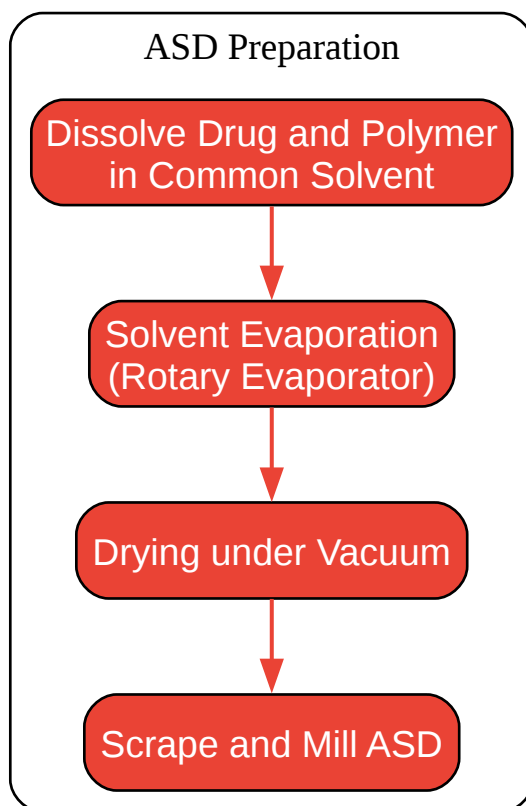 ASD Preparation
Dissolve Drug and Polymer
in Common Solvent
Solvent Evaporation
(Rotary Evaporator)
Drying under Vacuum
Scrape and Mill ASD